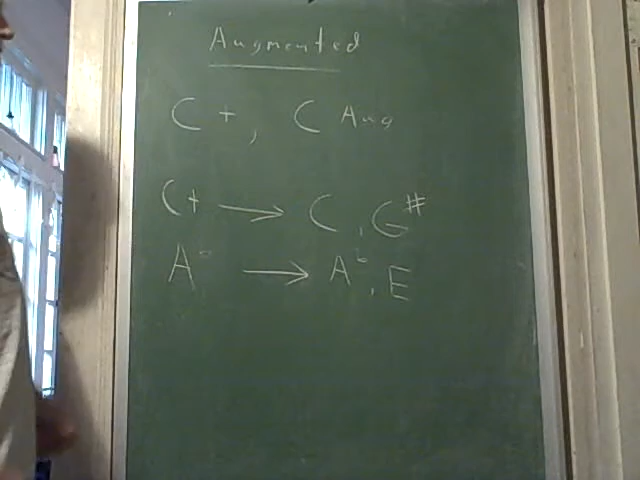 Augmented
C+, C Aug
C+ → C, G#
A° → A♭, E